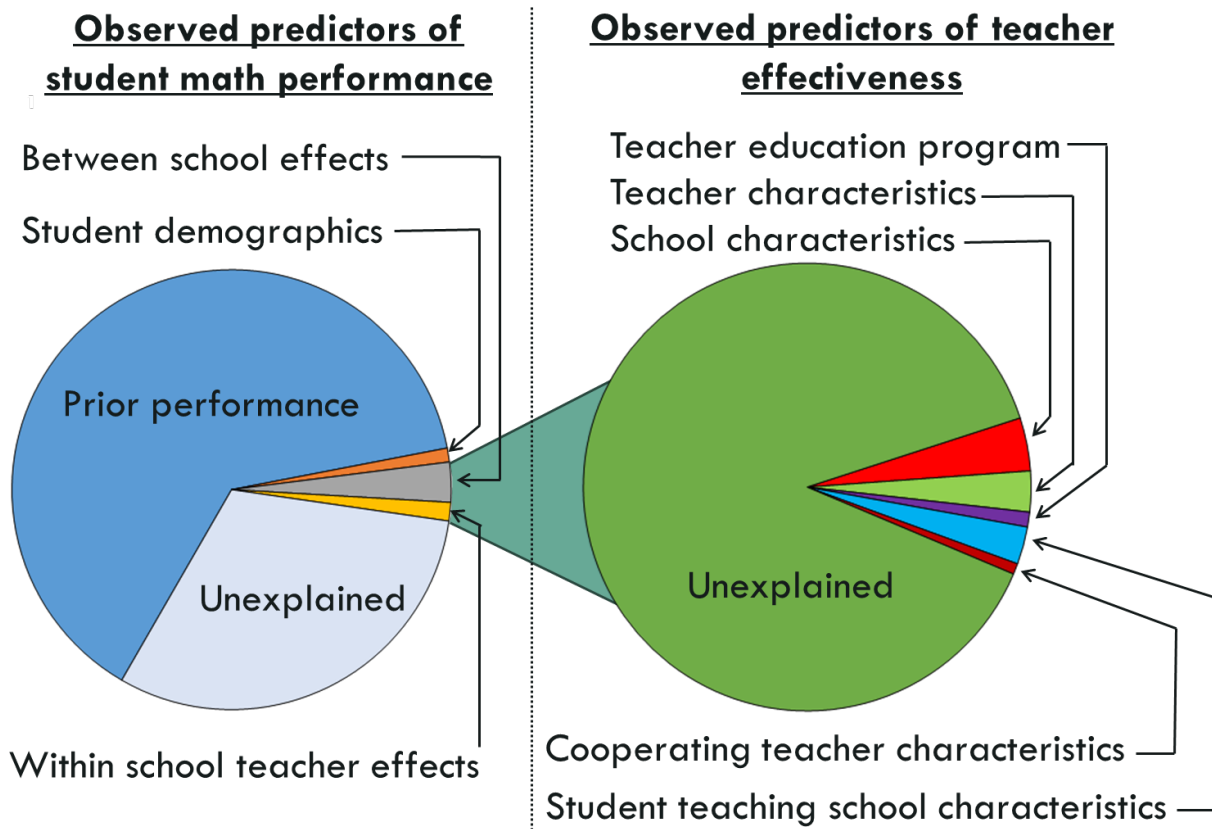 Observed predictors of
student math performance
Between school effects
Student demographics
Prior performance
Unexplained
Within school teacher effects
Observed predictors of teacher
effectiveness
Teacher education program
Teacher characteristics
School characteristics
Unexplained
Cooperating teacher characteristics
Student teaching school characteristics